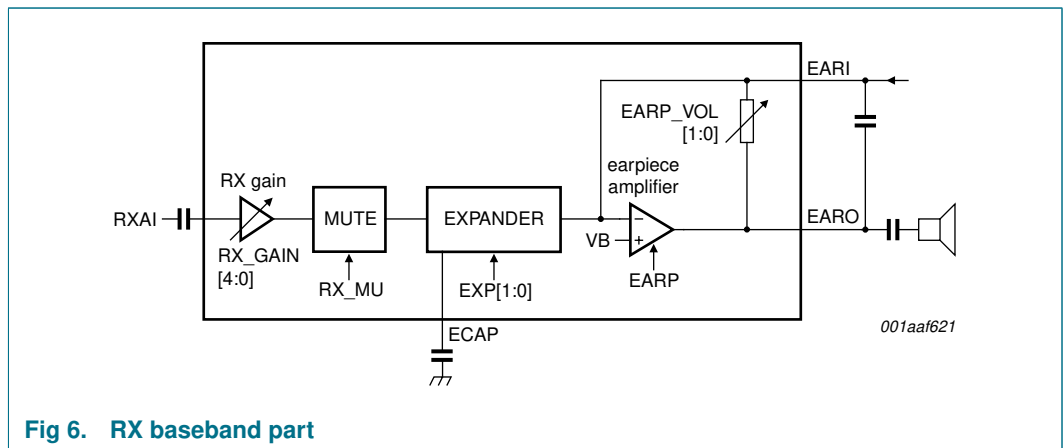 EARI
EARP_VOL
[1:0]
earpiece
amplifier
RX gain
RXAI
MUTE
EXPANDER
−
EARO
VB
+
RX_GAIN
[4:0]
RX_MU
EXP[1:0]
EARP
ECAP
001aaf621
Fig 6. RX baseband part